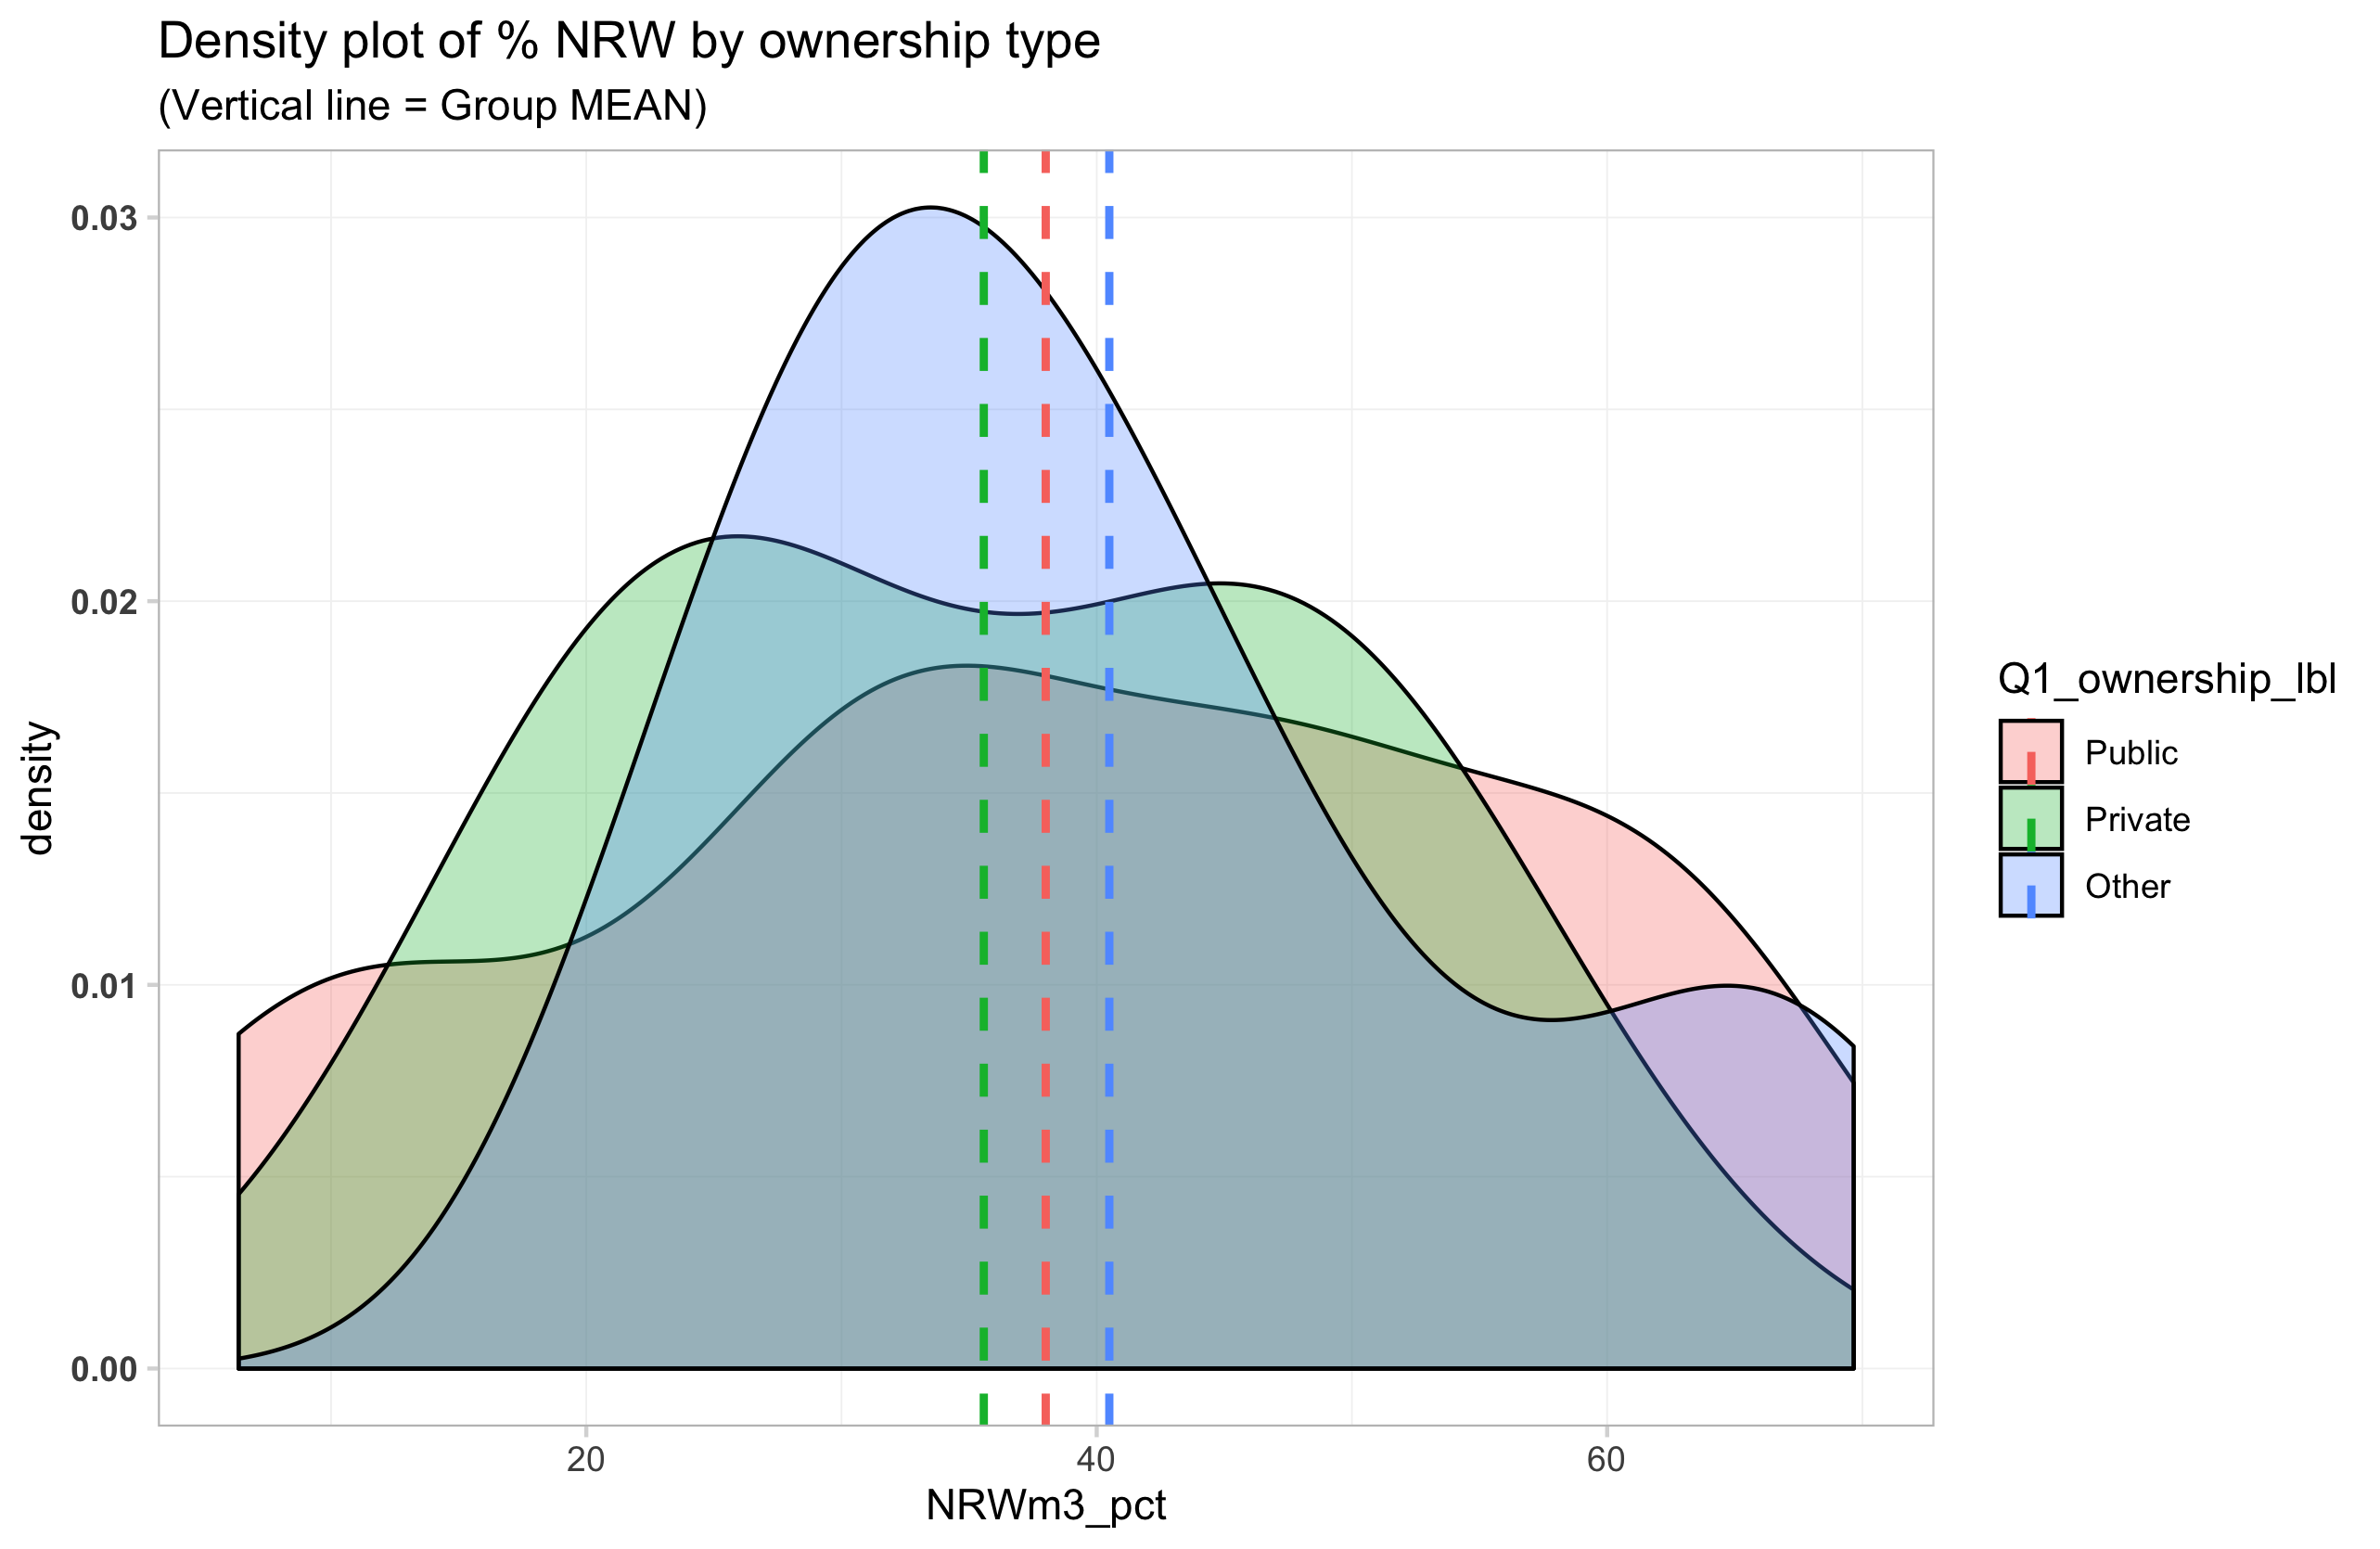 Density plot of % NRW by ownership type
(Vertical line = Group MEAN)
0.03
0.02
0.01
0.00
density
20 40 60
NRWm3_pct
Q1_ownership_lbl
Public
Private
Other